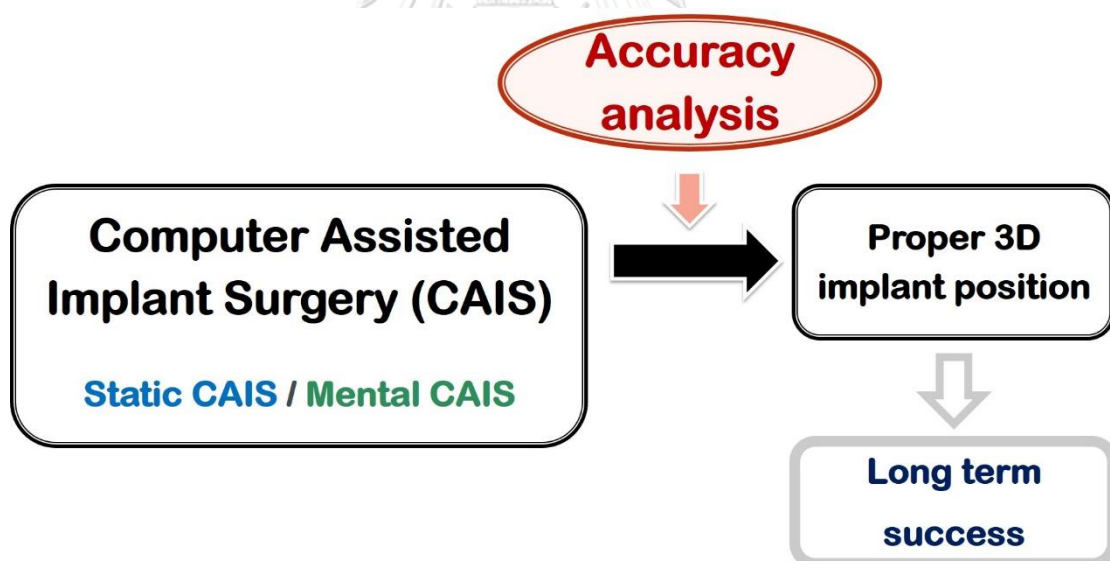 Accuracy
analysis
Computer Assisted
Implant Surgery (CAIS)
Static CAIS / Mental CAIS
Proper 3D
implant position
Long term
success